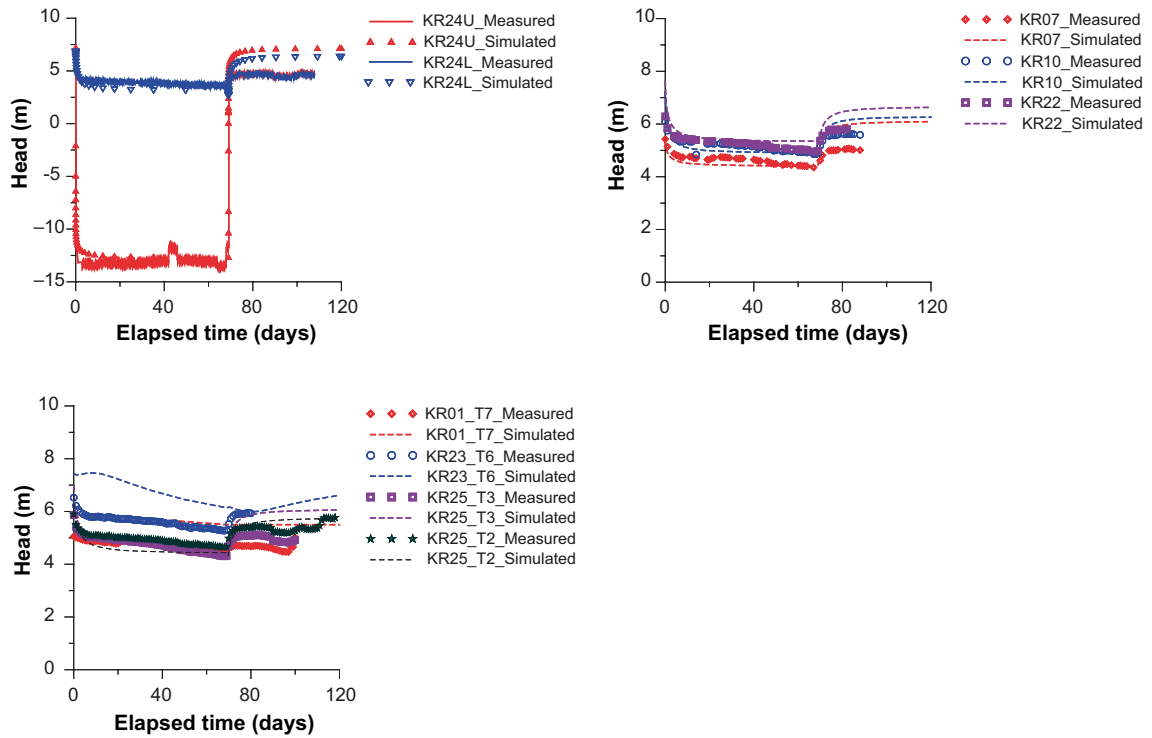 10
5
0
−5
−10
−15
Head (m)
0
40
80
120
Elapsed time (days)
KR24U_Measured
KR24U_Simulated
KR24L_Measured
KR24L_Simulated
10
8
6
4
2
0
Head (m)
0
40
80
120
Elapsed time (days)
KR07_Measured
KR07_Simulated
KR10_Measured
KR10_Simulated
KR22_Measured
KR22_Simulated
10
8
6
4
2
0
Head (m)
0
40
80
120
Elapsed time (days)
KR01_T7_Measured
KR01_T7_Simulated
KR23_T6_Measured
KR23_T6_Simulated
KR25_T3_Measured
KR25_T3_Simulated
KR25_T2_Measured
KR25_T2_Simulated